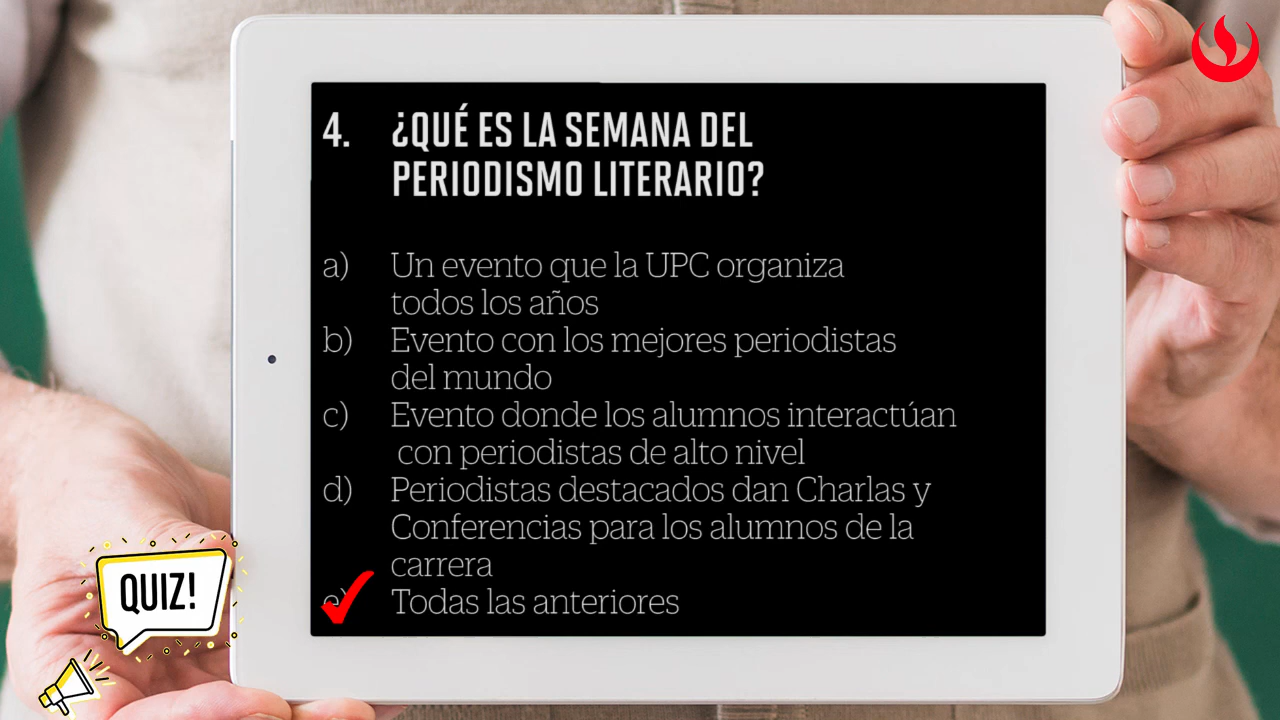 4. ¿QUÉ ES LA SEMANA DEL
PERIODISMO LITERARIO?
a) Un evento que la UPC organiza
todos los años
b) Evento con los mejores periodistas
del mundo
c) Evento donde los alumnos interactúan
con periodistas de alto nivel
d) Periodistas destacados dan Charlas y
Conferencias para los alumnos de la
carrera
e) Todas las anteriores
QUIZ!